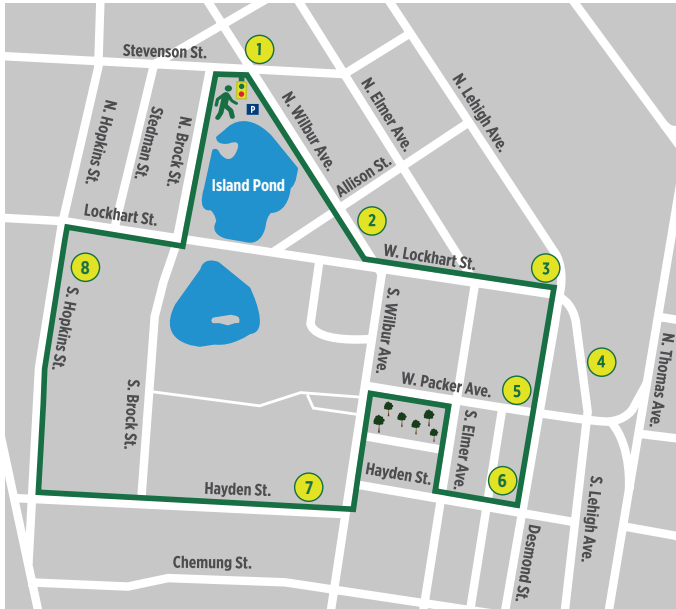 Stevenson St.
1
N. Hopkins St.
Stedman St.
N. Brock St.
P
N. Wilbur Ave.
N. Elmer Ave.
N. Lehigh Ave.
Island Pond
Allison St.
Lockhart St.
2
W. Lockhart St.
3
8
S. Hopkins St.
S. Brock St.
S. Wilbur Ave.
4
N. Thomas Ave.
W. Packer Ave.
5
S. Elmer Ave.
Hayden St.
6
Hayden St.
7
S. Lehigh Ave.
Desmond St.
Chemung St.